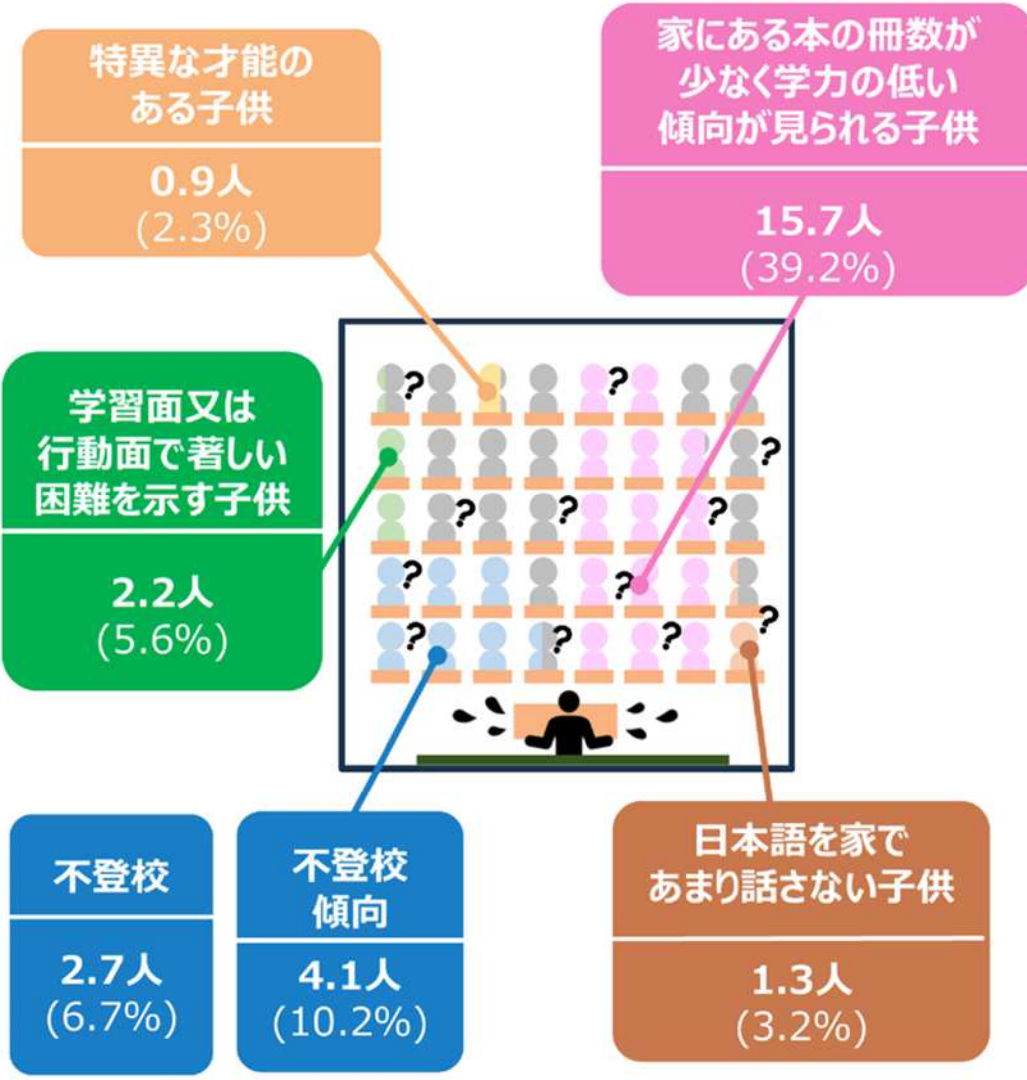 特異な才能の
ある子供
0.9人
(2.3%)
家にある本の冊数が
少なく学力の低い
傾向が見られる子供
15.7人
(39.2%)
学習面又は
行動面で著しい
困難を示す子供
2.2人
(5.6%)
?
?
?
?
?
?
?
?
?
?
?
?
不登校
2.7人
(6.7%)
不登校
傾向
4.1人
(10.2%)
日本語を家で
あまり話さない子供
1.3人
(3.2%)